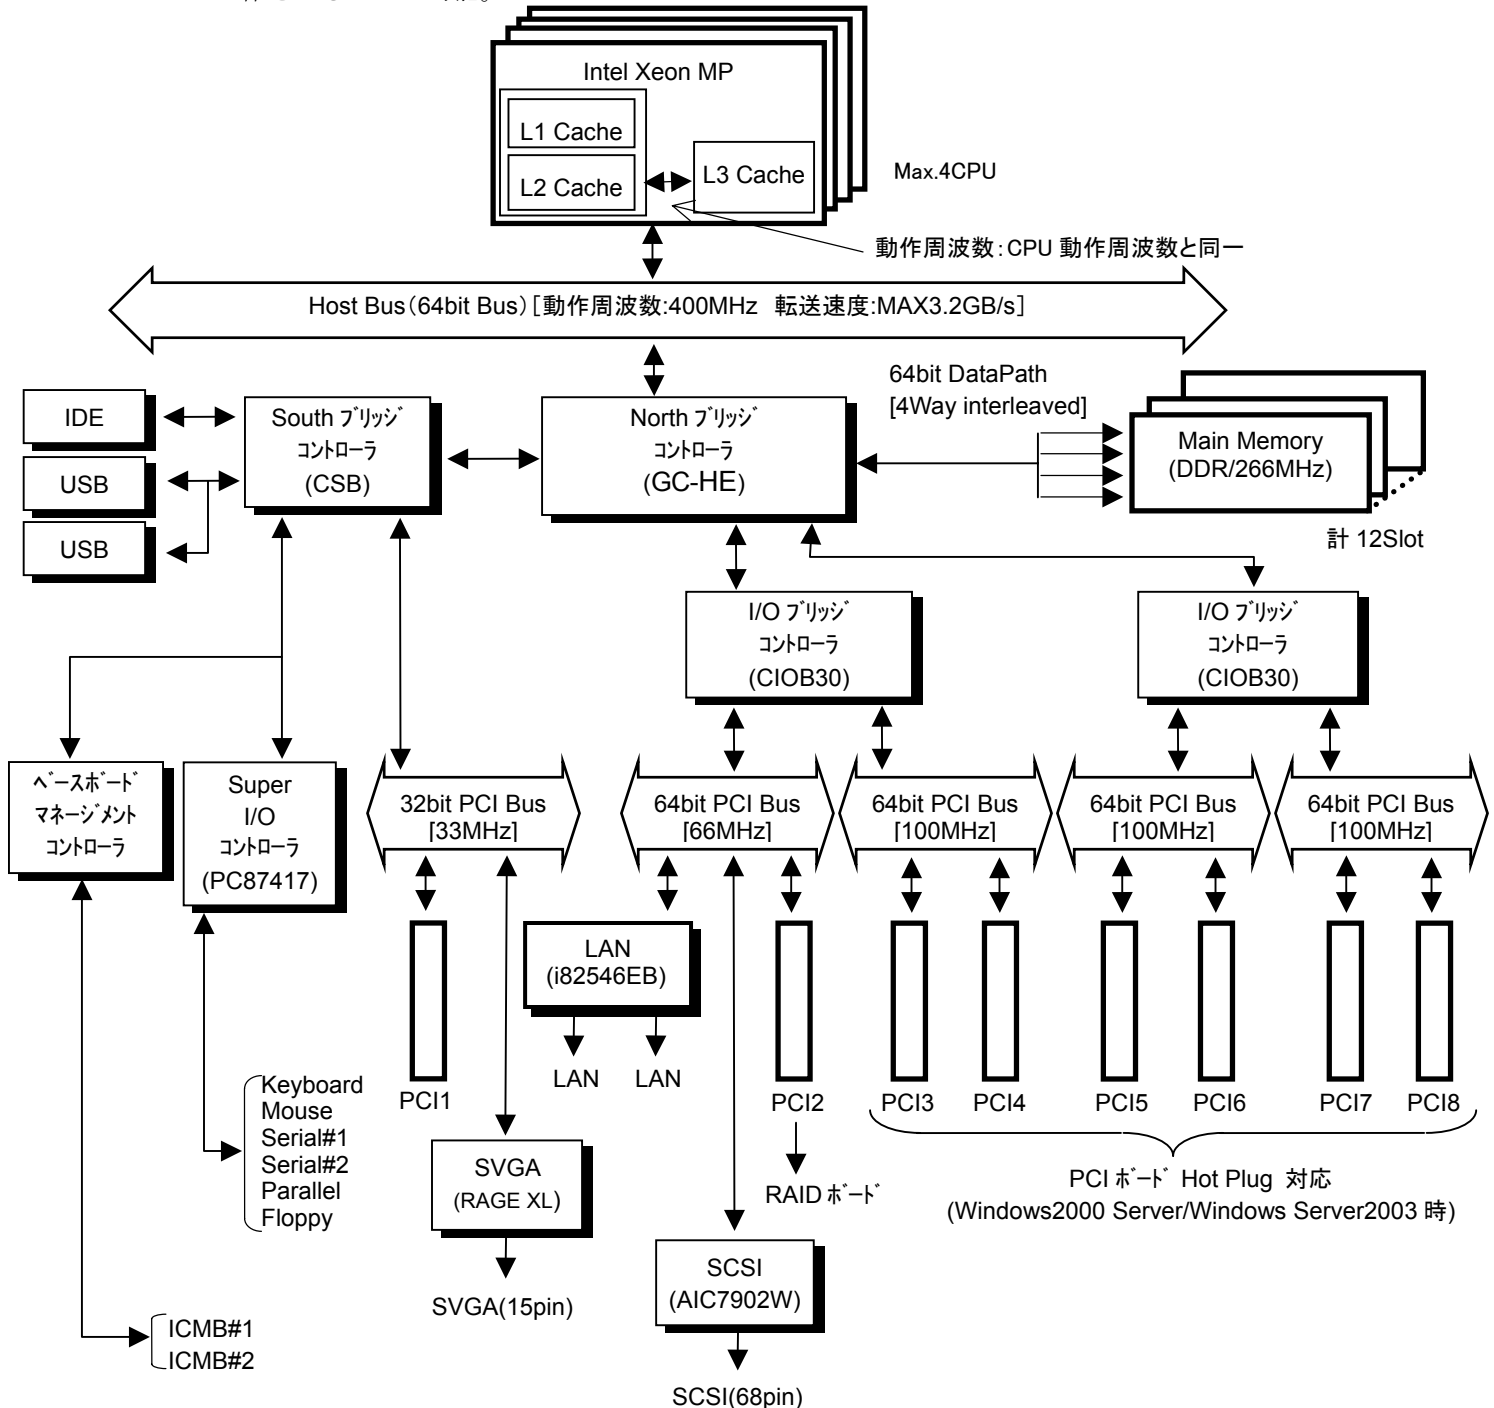 Intel Xeon MP
L1 Cache
L2 Cache
L3 Cache
Max.4CPU
動作周波数:CPU 動作周波数と同一
Host Bus(64bit Bus)[動作周波数:400MHz 転送速度:MAX3.2GB/s]
IDE
USB
USB
South ブリッジ
コントローラ
(CSB)
North ブリッジ
コントローラ
(GC-HE)
64bit DataPath
[4Way interleaved]
Main Memory
(DDR/266MHz)
計 12Slot
I/O ブリッジ
コントローラ
(CIOB30)
I/O ブリッジ
コントローラ
(CIOB30)
ベースボード
マネージメント
コントローラ
Super
I/O
コントローラ
(PC87417)
32bit PCI Bus
[33MHz]
64bit PCI Bus
[66MHz]
64bit PCI Bus
[100MHz]
64bit PCI Bus
[100MHz]
64bit PCI Bus
[100MHz]
LAN
(i82546EB)
LAN
LAN
PCI1
PCI2
PCI3
PCI4
PCI5
PCI6
PCI7
PCI8
Keyboard
Mouse
Serial#1
Serial#2
Parallel
Floppy
SVGA
(RAGE XL)
SVGA(15pin)
RAID ボード
PCI ボード Hot Plug 対応
(Windows2000 Server/Windows Server2003 時)
SCSI
(AIC7902W)
SCSI(68pin)
ICMB#1
ICMB#2